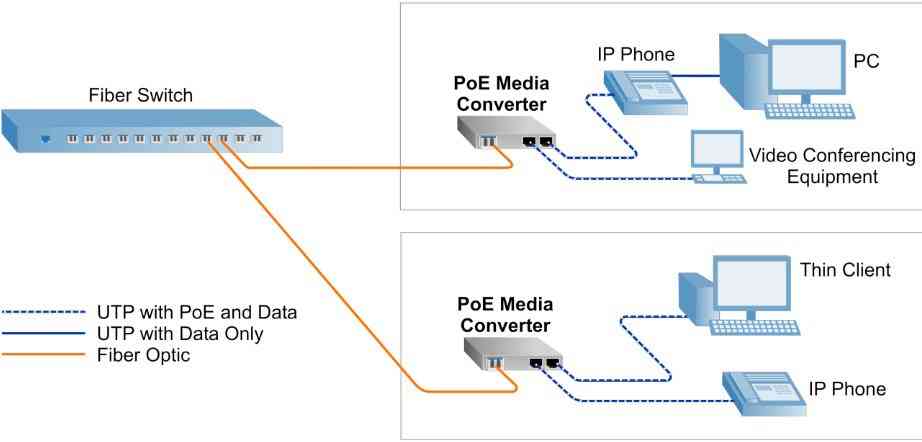 Fiber Switch
PoE Media
Converter
IP Phone
PC
Video Conferencing
Equipment
PoE Media
Converter
Thin Client
IP Phone
UTP with PoE and Data
UTP with Data Only
Fiber Optic